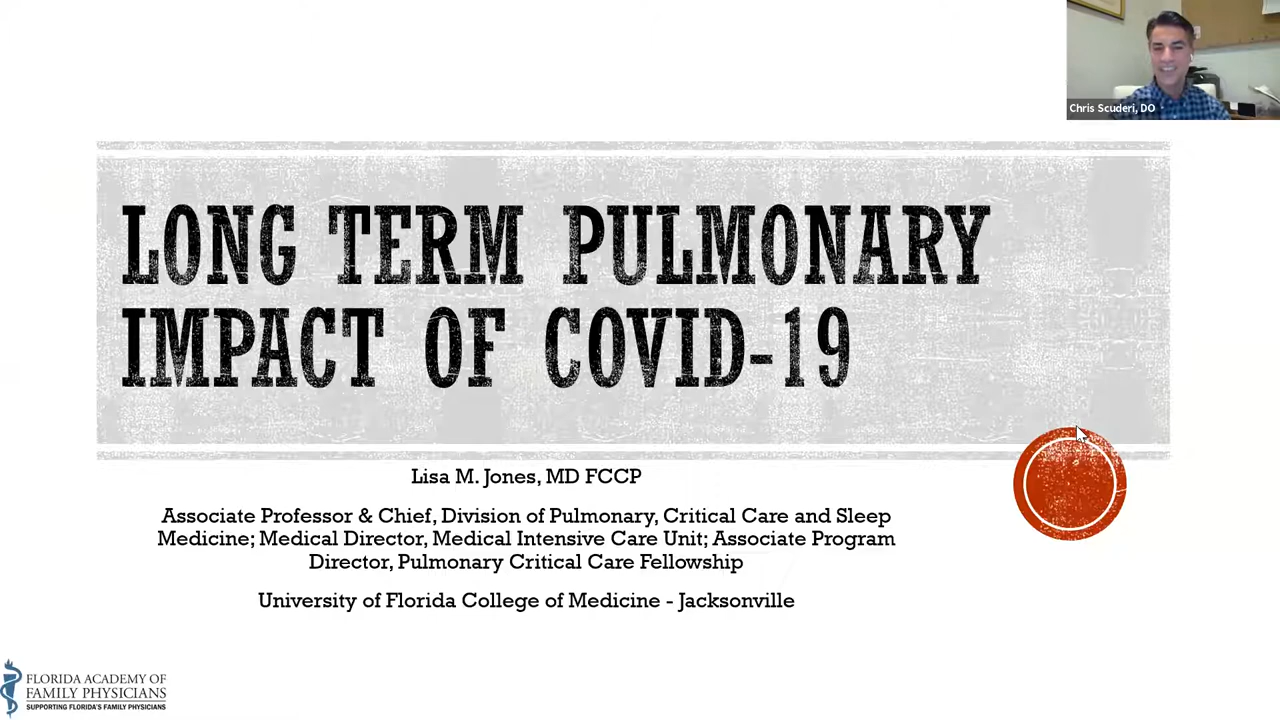 Chris Scuderi, DO
LONG TERM PULMONARY
IMPACT OF COVID-19
Lisa M. Jones, MD FCCP
Associate Professor & Chief, Division of Pulmonary, Critical Care and Sleep
Medicine; Medical Director, Medical Intensive Care Unit; Associate Program
Director, Pulmonary Critical Care Fellowship
University of Florida College of Medicine - Jacksonville
FLORIDA ACADEMY OF
FAMILY PHYSICIANS
SUPPORTING FLORIDA'S FAMILY PHYSICIANS